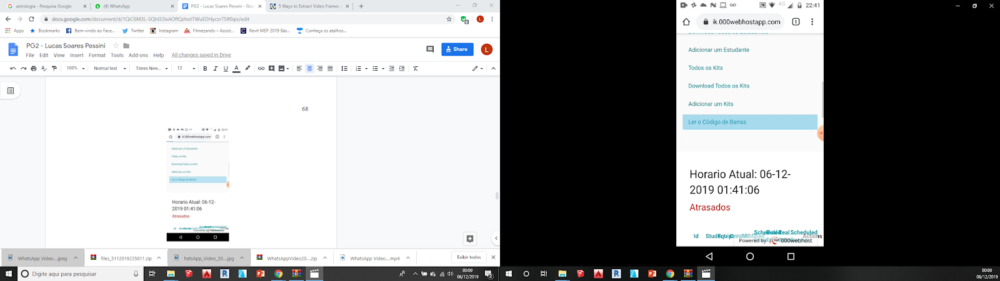 astrologia - Pesquisa Google
(4) WhatsApp
PG2 - Lucas Soares Pessini - Goo
5 Ways to Extract Video Frames
docs.google.com/document/d/1QiC6M3L-SQhl33IxAOflQzhotTWuEDHyczr75If0qis/edit
Apps
Bookmarks
Bem-vindo ao Face...
Twitter
Instagram
Filmezando – Assist...
Revit MEP 2019 Bás...
Conheça os atalhos...
PG2 - Lucas Soares Pessini
File Edit View Insert Format Tools Add-ons Help All changes saved in Drive
Share
L
100% Normal text Times New... 12 B I U A
68
22:41
ik.000webhostapp.com
Adicionar um Estudante
Todos os Kits
Download Todos os Kits
Adicionar um Kits
Ler o Código de Barras
Horario Atual: 06-12-
2019 01:41:06
Atrasados
WhatsApp Video....jpeg
files_5112019235811.zip
hatsApp_Video_20....jpg
WhatsAppVideo20....zip
WhatsApp Video....mp4
Exibir todos
Digite aqui para pesquisar
00:09
06/12/2019
4G 22:41
ik.000webhostapp.com
1
Download Todos os Estudantes
Adicionar um Estudante
Todos os Kits
Download Todos os Kits
Adicionar um Kits
Ler o Código de Barras
Horario Atual: 06-12-
2019 01:41:06
Atrasados
Id
Scheduled
Actions
Powered by 000webhost
00:09
06/12/2019